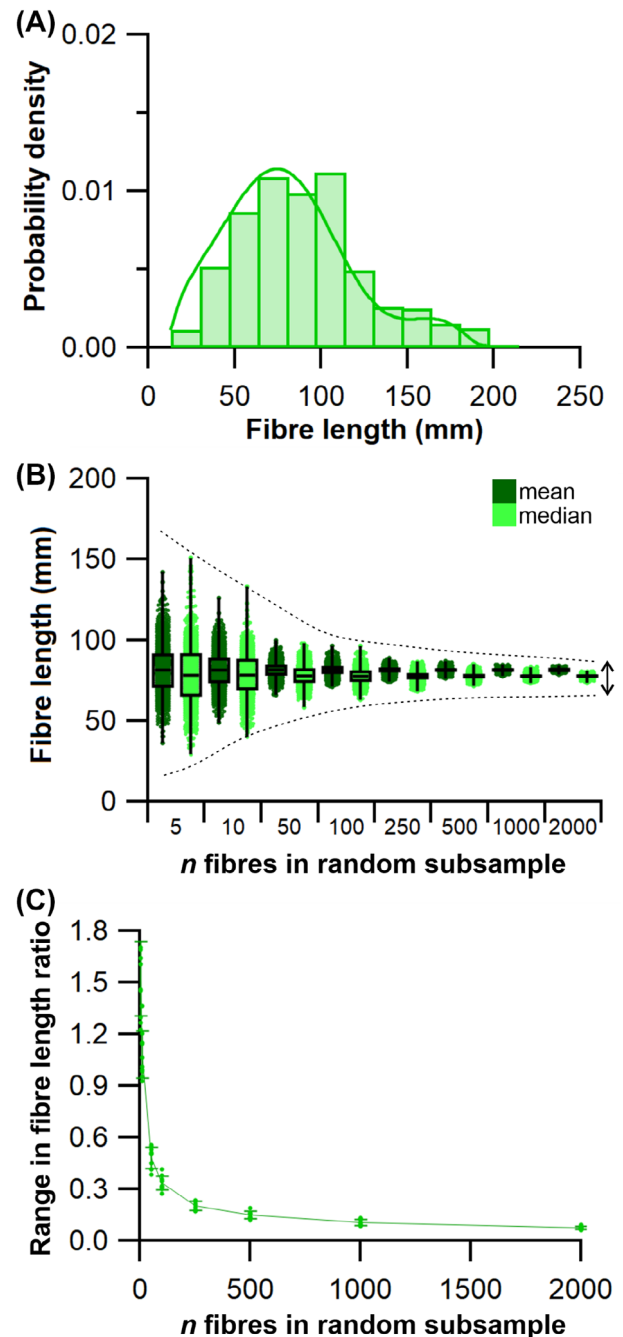 (A)
Probability density
0.02
0.01
0.00
0 50 100 150 200 250
Fibre length (mm)
(B)
Fibre length (mm)
200
150
100
50
0
mean
median
5 10 50 100 250 500 1000 2000
n fibres in random subsample
(C)
Range in fibre length ratio
1.8
1.5
1.2
0.9
0.6
0.3
0.0
0 500 1000 1500 2000
n fibres in random subsample